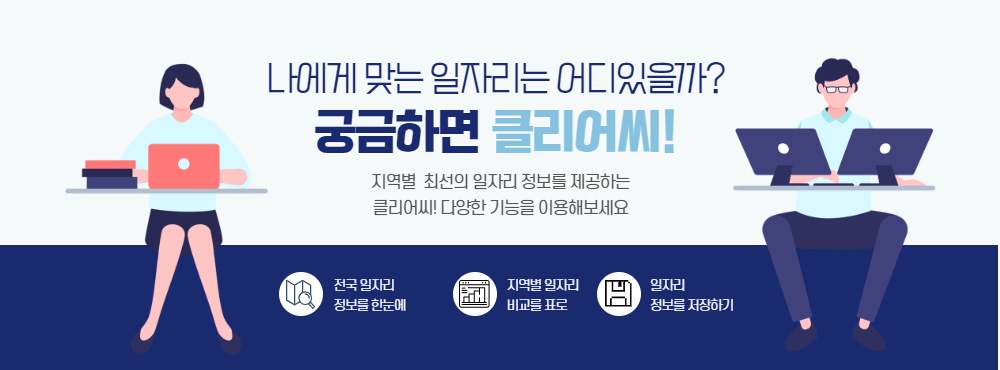 나에게 맞는 일자리는 어디있을까?
궁금하면 클리어씨!
지역별 최선의 일자리 정보를 제공하는
클리어씨! 다양한 기능을 이용해보세요
전국 일자리
정보를 한눈에
지역별 일자리
비교를 표로
일자리
정보를 저장하기